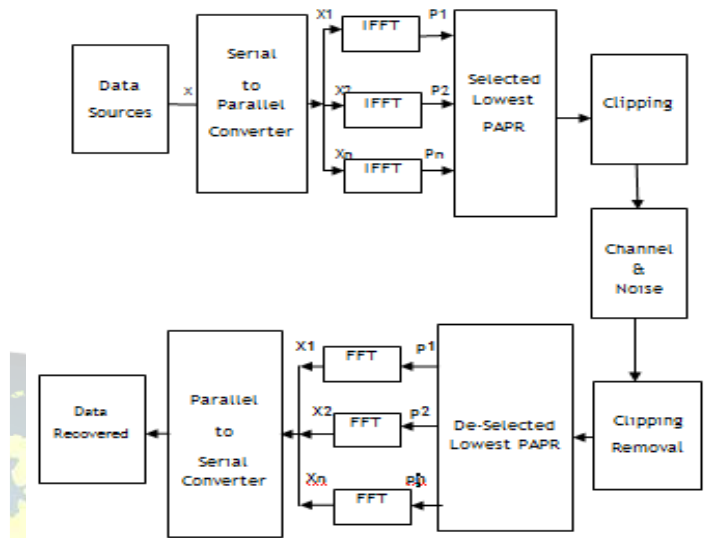 Data
Sources
x
Serial
to
Parallel
Converter
X1
IFFT
P1
X2
IFFT
P2
Xn
IFFT
Pn
Selected
Lowest
PAPR
Clipping
Channel
&
Noise
Clipping
Removal
De-Selected
Lowest PAPR
p1
FFT
X1
p2
FFT
X2
FFT
Xn
Parallel
to
Serial
Converter
Data
Recovered